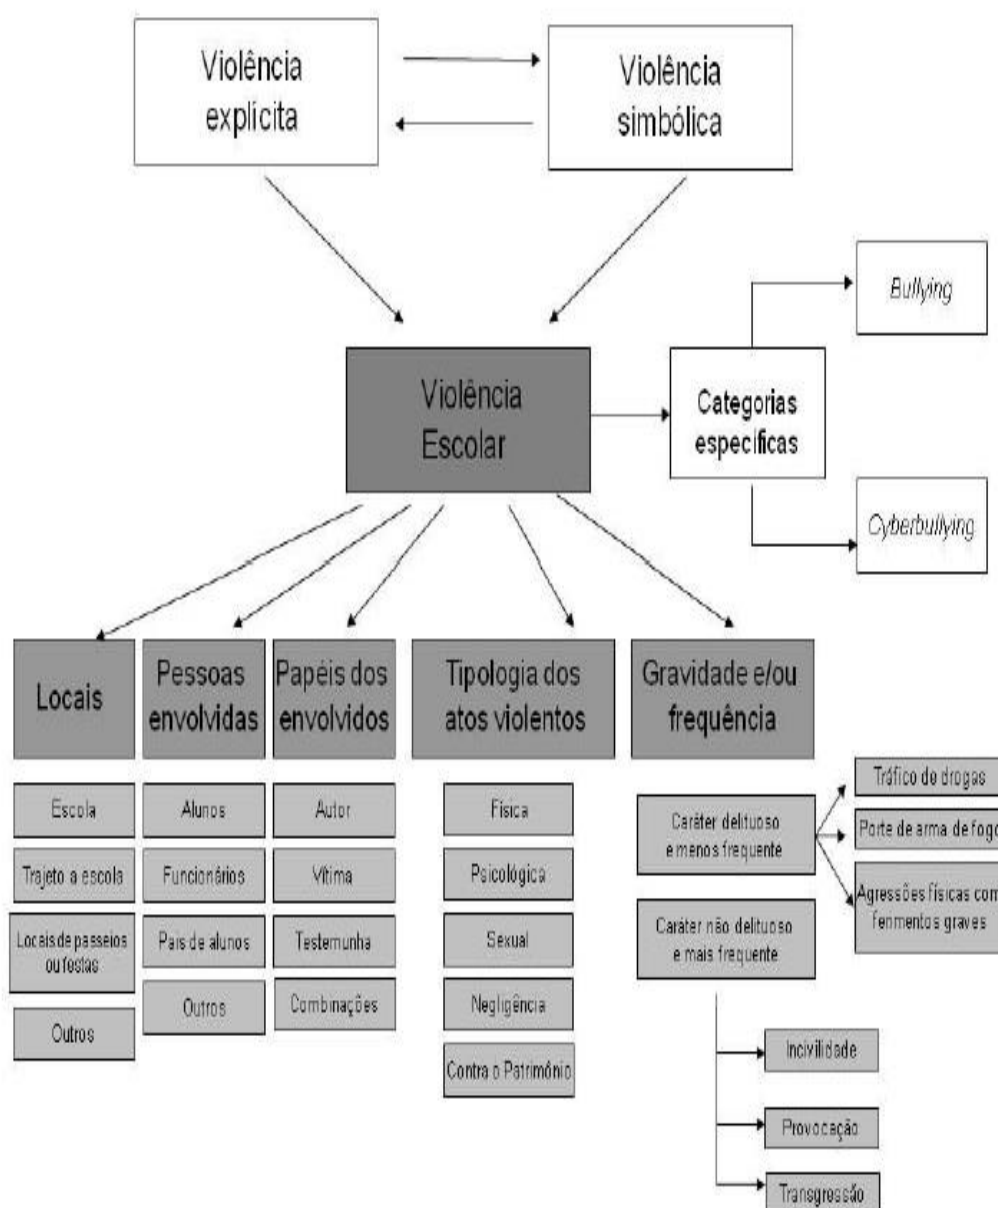 Violência
explícita
Violência
simbólica
Bullying
Violência
Escolar
Categorias
específicas
Cyberbullying
Locais
Pessoas
envolvidas
Papéis dos
envolvidos
Tipologia dos
atos violentos
Gravidade e/ou
frequência
Escola
Trajeto a escola
Locais de passeios
ou festas
Outros
Alunos
Funcionários
Pais de alunos
Outros
Autor
Vítima
Testemunha
Combinações
Física
Psicológica
Sexual
Negligência
Contra o Patrimônio
Caráter delituoso
e menos frequente
Tráfico de drogas
Porte de arma de fogo
Agressões físicas com
ferimentos graves
Caráter não delituoso
e mais frequente
Incivilidade
Provocação
Transgressão